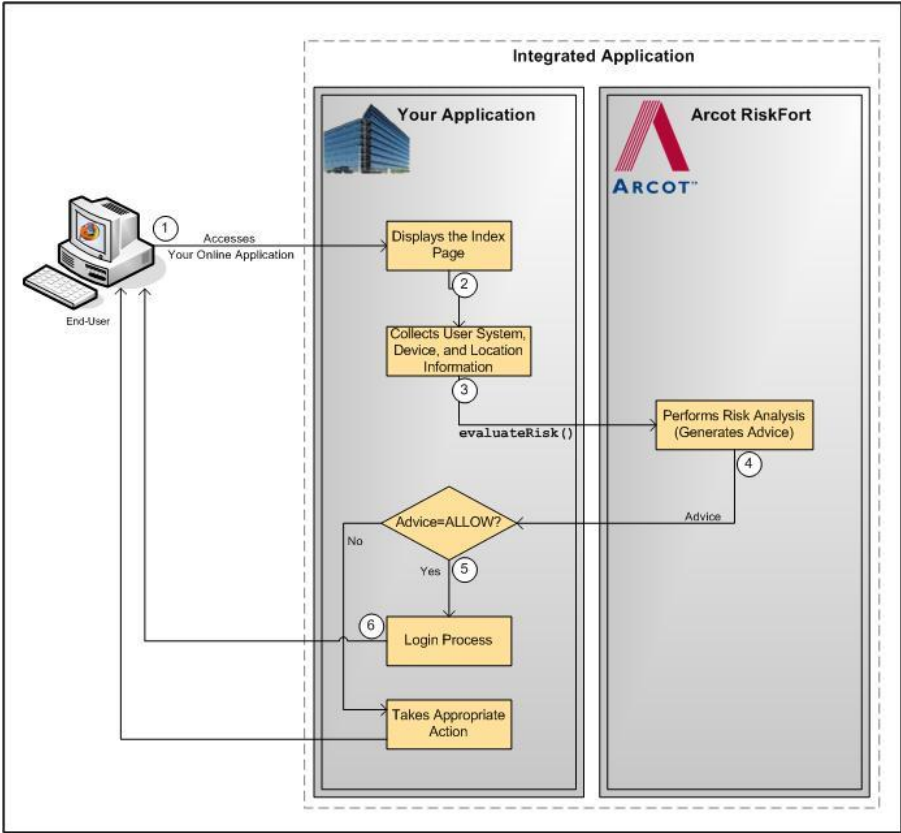 Integrated Application
Your Application
Arcot RiskFort
ARCOT™
1
Accesses
Your Online Application
End-User
Displays the Index
Page
2
Collects User System,
Device, and Location
Information
3
evaluateRisk()
Performs Risk Analysis
(Generates Advice)
4
Advice
Advice=ALLOW?
No
Yes
5
6
Login Process
Takes Appropriate
Action